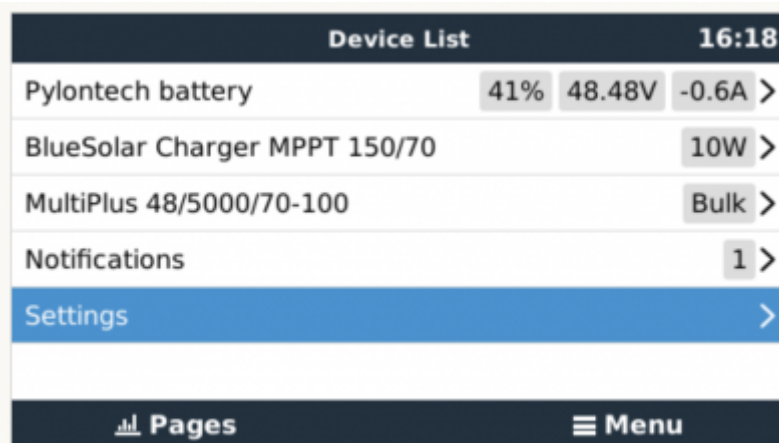 Device List 16:18
Pylontech battery 41% 48.48V -0.6A
BlueSolar Charger MPPT 150/70 10W
MultiPlus 48/5000/70-100 Bulk
Notifications 1
Settings
Pages Menu